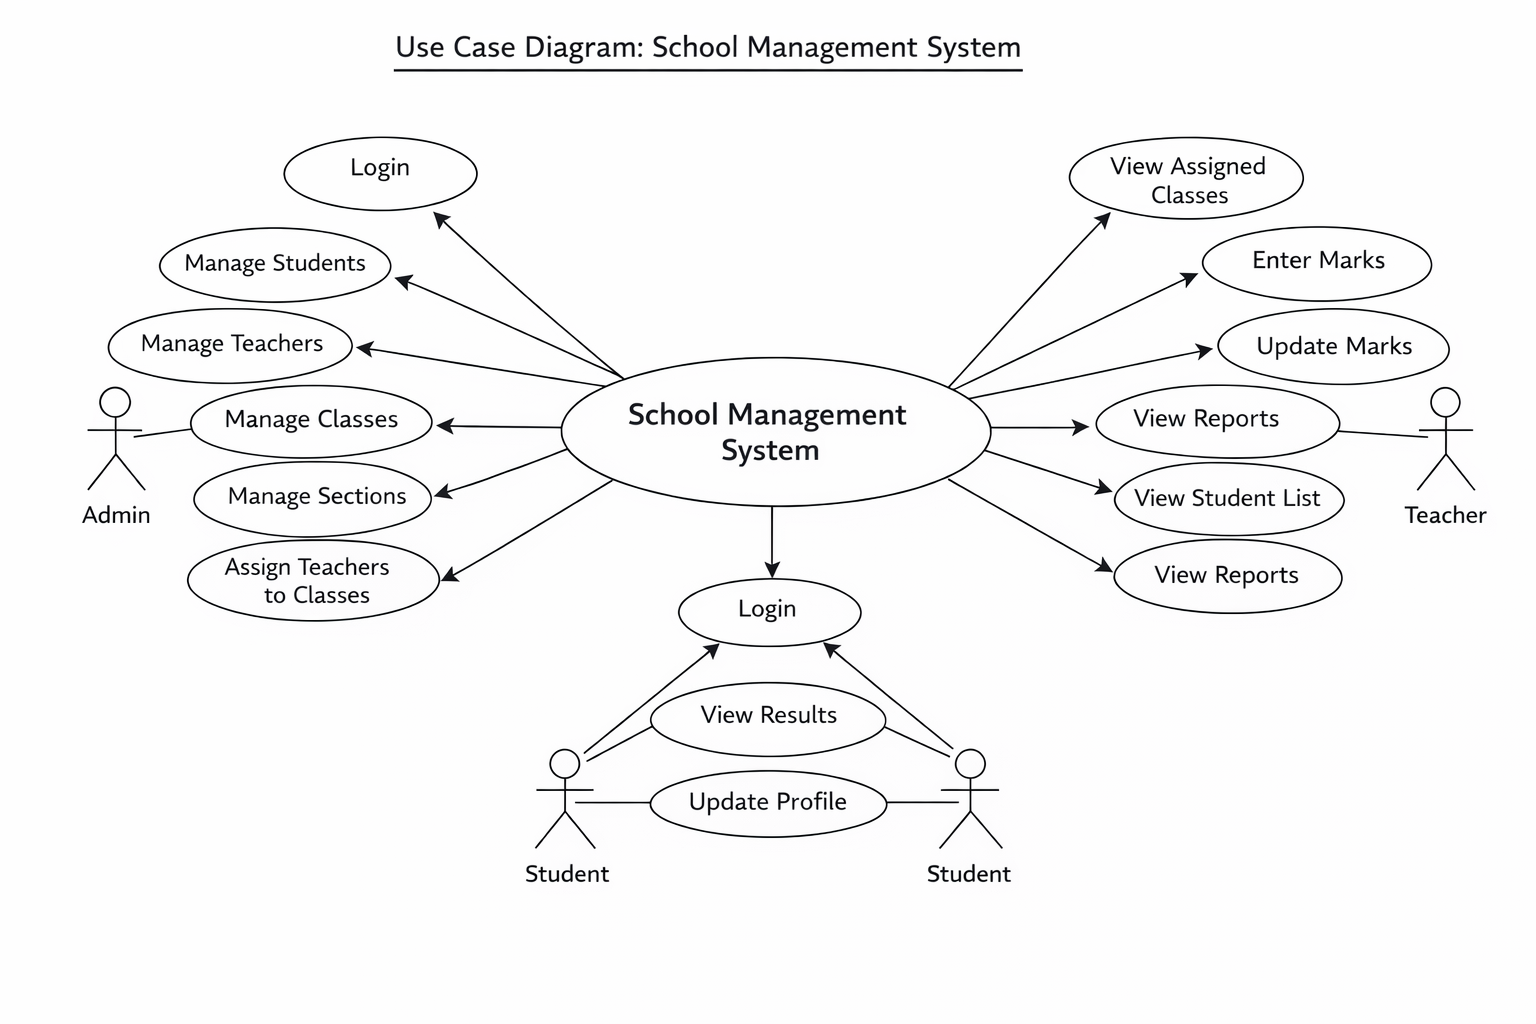 Use Case Diagram: School Management System
Login
Manage Students
Manage Teachers
Manage Classes
Manage Sections
Assign Teachers
to Classes
Admin
School Management
System
View Assigned
Classes
Enter Marks
Update Marks
View Reports
View Student List
View Reports
Teacher
Login
View Results
Update Profile
Student
Student